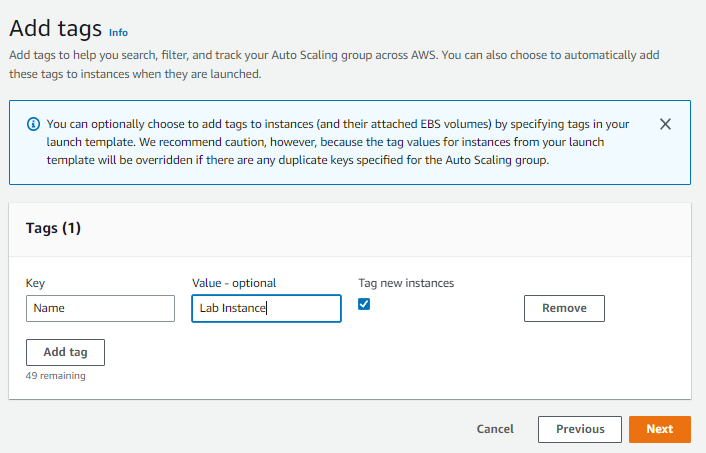 Add tags Info
Add tags to help you search, filter, and track your Auto Scaling group across AWS. You can also choose to automatically add
these tags to instances when they are launched.
You can optionally choose to add tags to instances (and their attached EBS volumes) by specifying tags in your
launch template. We recommend caution, however, because the tag values for instances from your launch
template will be overridden if there are any duplicate keys specified for the Auto Scaling group.
Tags (1)
Key Value - optional Tag new instances
Name Lab Instance Remove
Add tag
49 remaining
Cancel Previous Next